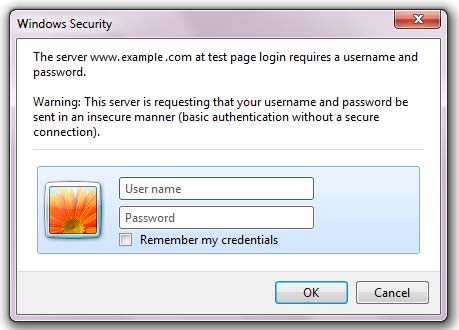 Windows Security
The server www.example.com at test page login requires a username and
password.
Warning: This server is requesting that your username and password be
sent in an insecure manner (basic authentication without a secure
connection).
User name
Password
Remember my credentials
OK
Cancel